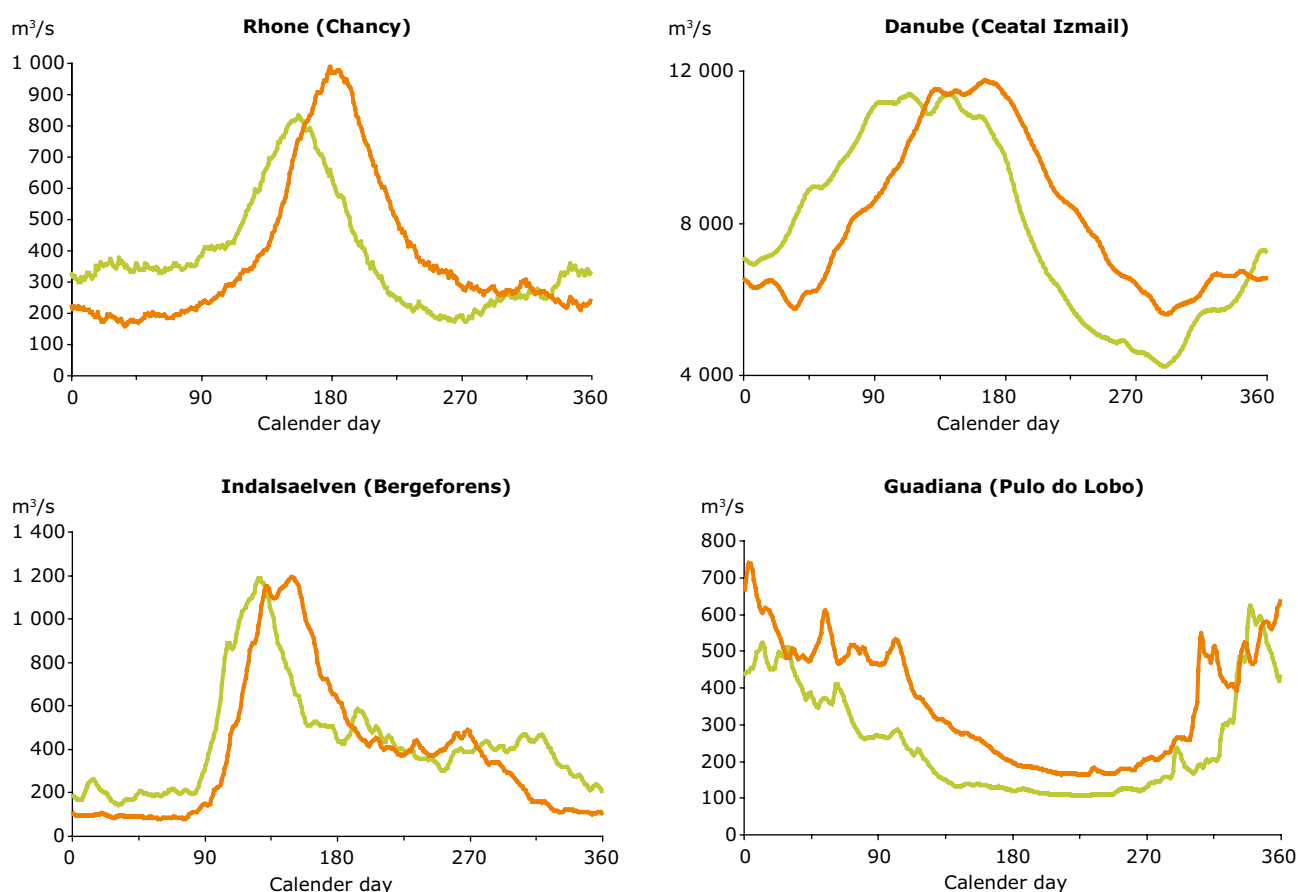 Rhone (Chancy)
m³/s
1 000
900
800
700
600
500
400
300
200
100
0
0 90 180 270 360
Calender day
Danube (Ceatal Izmail)
m³/s
12 000
8 000
4 000
0 90 180 270 360
Calender day
Indalsaelven (Bergeforens)
m³/s
1 400
1 200
1 000
800
600
400
200
0
0 90 180 270 360
Calender day
Guadiana (Pulo do Lobo)
m³/s
800
700
600
500
400
300
200
100
0
0 90 180 270 360
Calender day